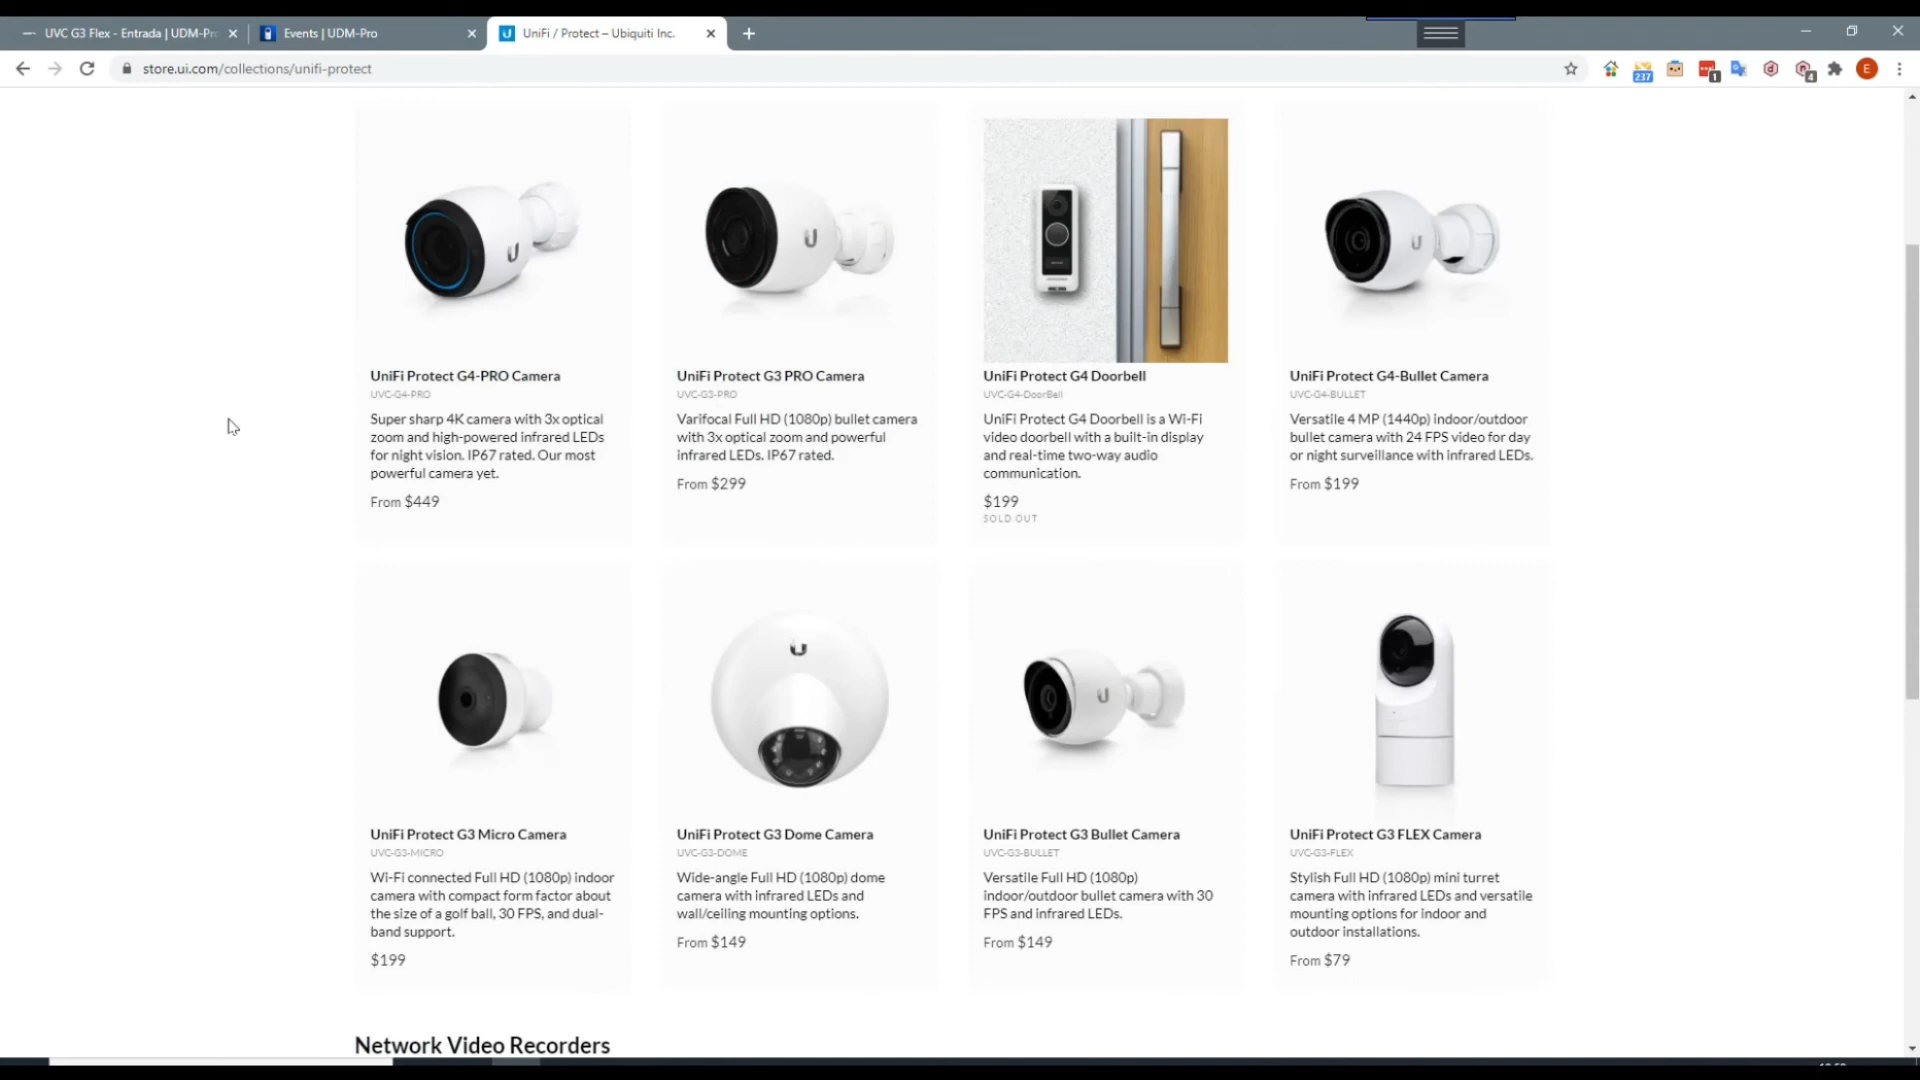 UVC G3 Flex - Entrada | UDM-Pr
Events | UDM-Pro
UniFi / Protect – Ubiquiti Inc.
store.ui.com/collections/unifi-protect
237
1
4
E
UniFi Protect G4-PRO Camera
UVC-G4-PRO
Super sharp 4K camera with 3x optical
zoom and high-powered infrared LEDs
for night vision. IP67 rated. Our most
powerful camera yet.
From $449
UniFi Protect G3 PRO Camera
UVC-G3-PRO
Varifocal Full HD (1080p) bullet camera
with 3x optical zoom and powerful
infrared LEDs. IP67 rated.
From $299
UniFi Protect G4 Doorbell
UVC-G4-DoorBell
UniFi Protect G4 Doorbell is a Wi-Fi
video doorbell with a built-in display
and real-time two-way audio
communication.
$199
SOLD OUT
UniFi Protect G4-Bullet Camera
UVC-G4-BULLET
Versatile 4 MP (1440p) indoor/outdoor
bullet camera with 24 FPS video for day
or night surveillance with infrared LEDs.
From $199
UniFi Protect G3 Micro Camera
UVC-G3-MICRO
Wi-Fi connected Full HD (1080p) indoor
camera with compact form factor about
the size of a golf ball, 30 FPS, and dual-
band support.
$199
UniFi Protect G3 Dome Camera
UVC-G3-DOME
Wide-angle Full HD (1080p) dome
camera with infrared LEDs and
wall/ceiling mounting options.
From $149
UniFi Protect G3 Bullet Camera
UVC-G3-BULLET
Versatile Full HD (1080p)
indoor/outdoor bullet camera with 30
FPS and infrared LEDs.
From $149
UniFi Protect G3 FLEX Camera
UVC-G3-FLEX
Stylish Full HD (1080p) mini turret
camera with infrared LEDs and versatile
mounting options for indoor and
outdoor installations.
From $79
Network Video Recorders